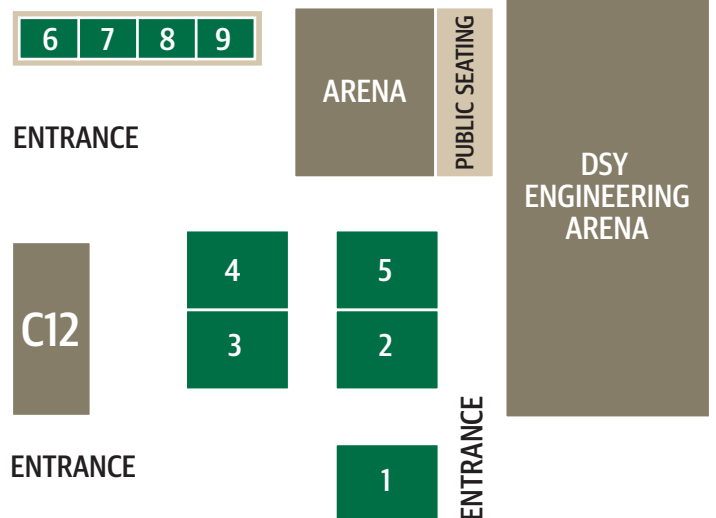 6 7 8 9
ARENA
PUBLIC SEATING
ENTRANCE
DSY
ENGINEERING
ARENA
4 5
C12
3 2
ENTRANCE
ENTRANCE
1